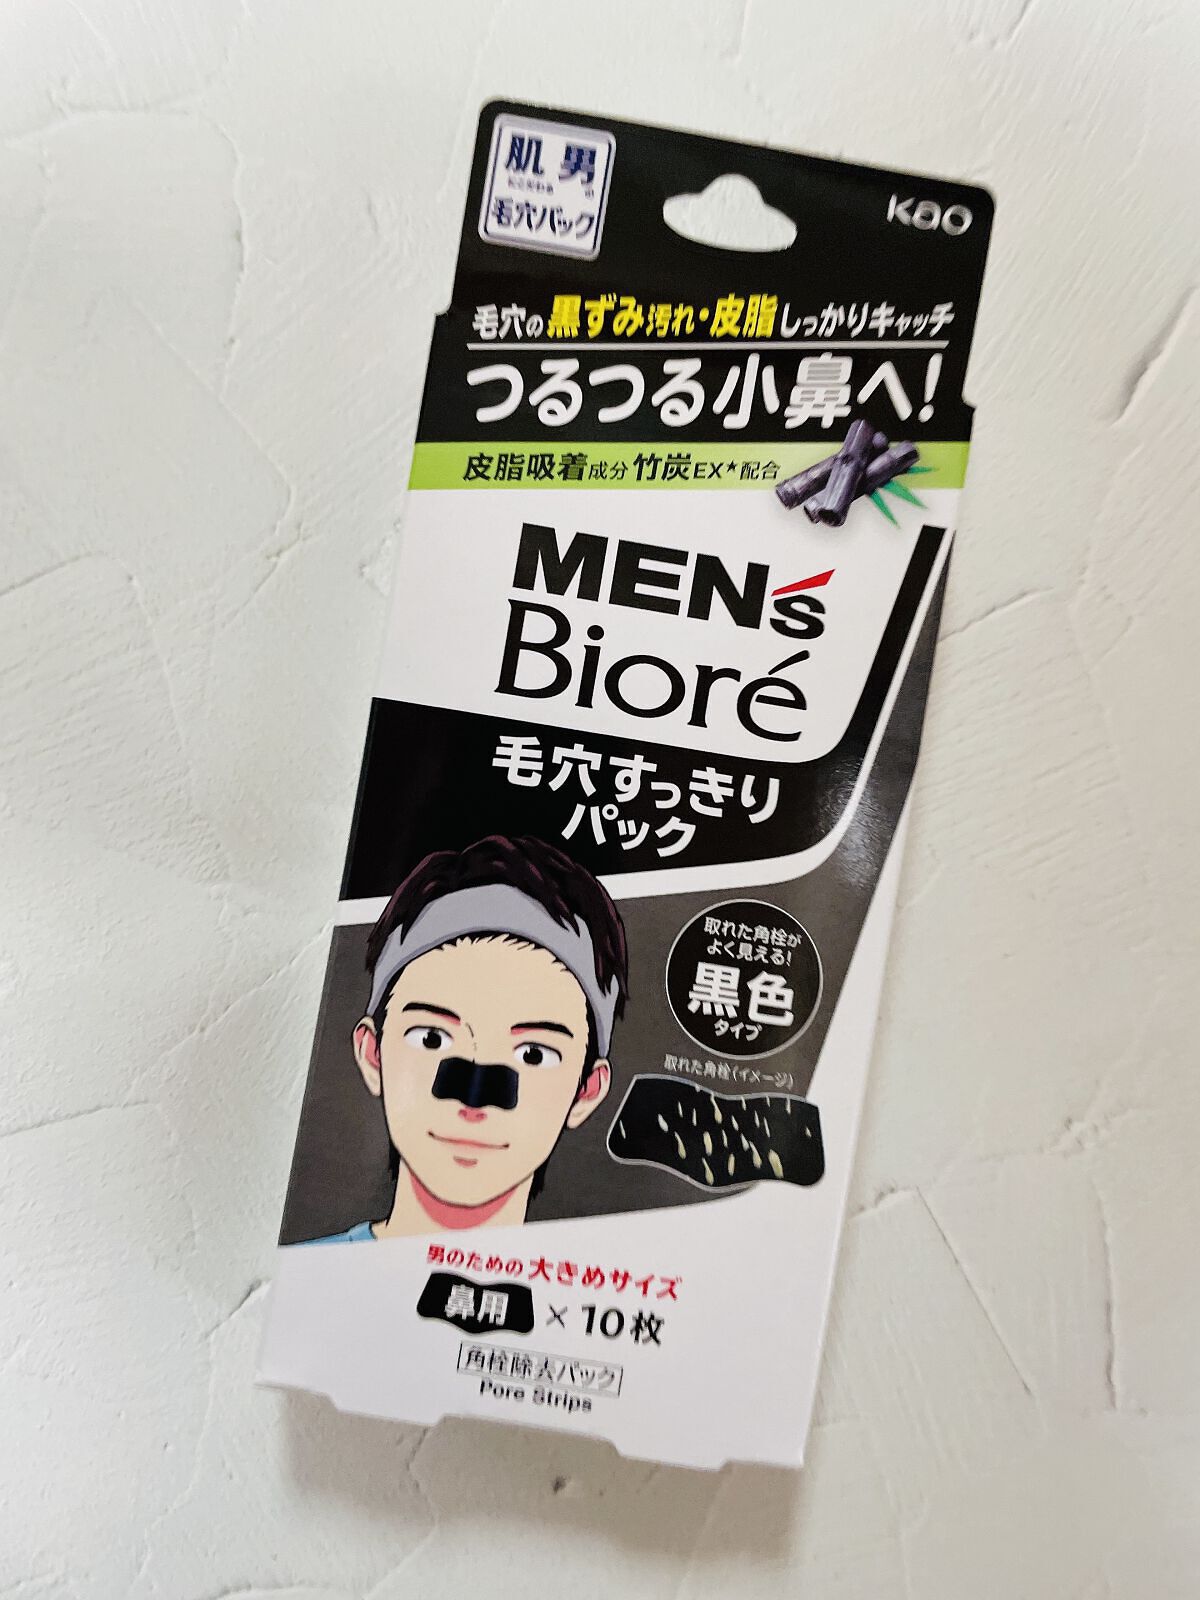 肌 男
の
毛穴パック
Kao
毛穴の黒ずみ汚れ・皮脂しっかりキャッチ
つるつる小鼻へ!
皮脂吸着成分 竹炭EX★配合
MEN's
Bioré
毛穴すっきり
パック
取れた角栓が
よく見える!
黒色
タイプ
取れた角栓(イメージ)
男のための大きめサイズ
鼻用 × 10枚
角栓除去パック
Pore Strips